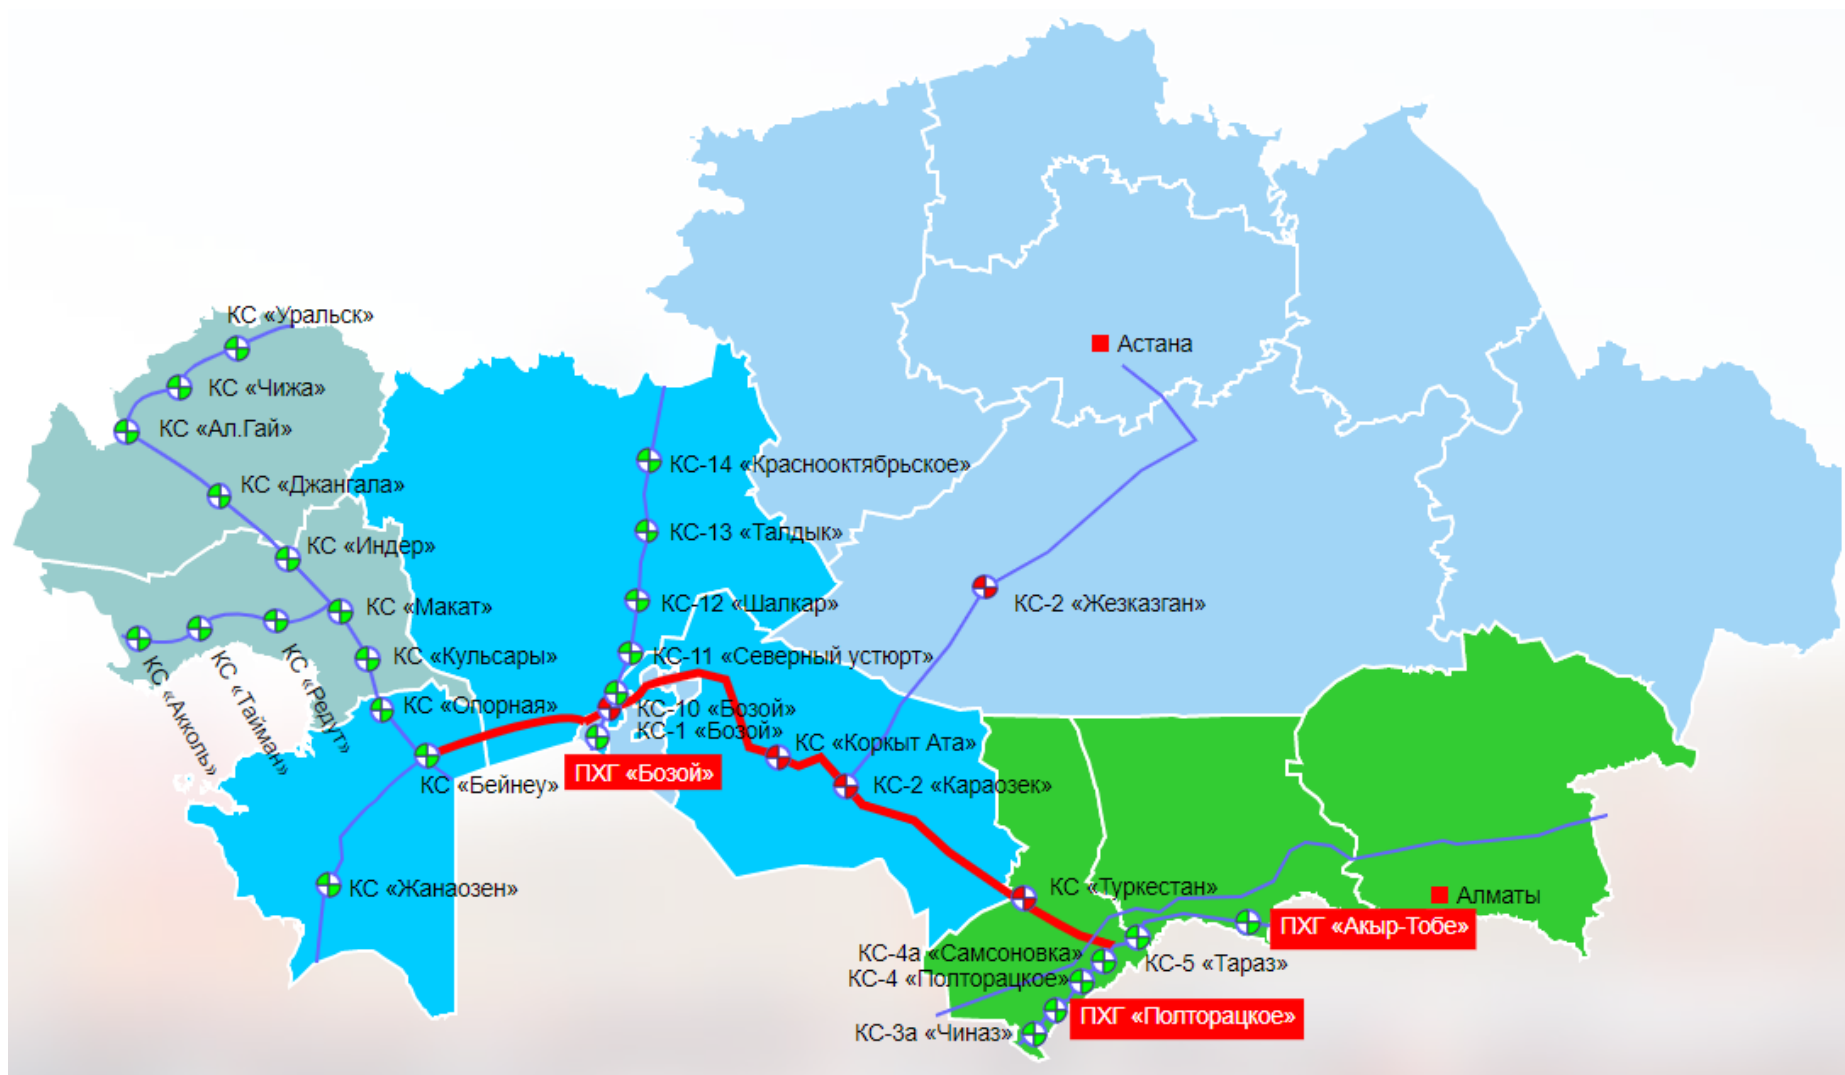 КС «Уральск»
Астана
КС «Чижа»
КС «Ал.Гай»
КС-14 «Краснооктябрьское»
КС «Джангала»
КС-13 «Талдык»
КС «Индер»
КС «Макат»
КС-12 «Шалкар»
КС-2 «Жезказган»
КС «Кульсары»
КС-11 «Северный устюрт»
КС «Акколь»
КС «Тайман»
КС «Редут»
КС «Опорная»
КС-10 «Бозой»
КС-1 «Бозой»
КС «Коркыт Ата»
ПХГ «Бозой»
КС «Бейнеу»
КС-2 «Караозек»
КС «Жанаозен»
КС «Туркестан»
Алматы
ПХГ «Акыр-Тобе»
КС-4а «Самсоновка»
КС-5 «Тараз»
КС-4 «Полторацкое»
ПХГ «Полторацкое»
КС-3а «Чиназ»